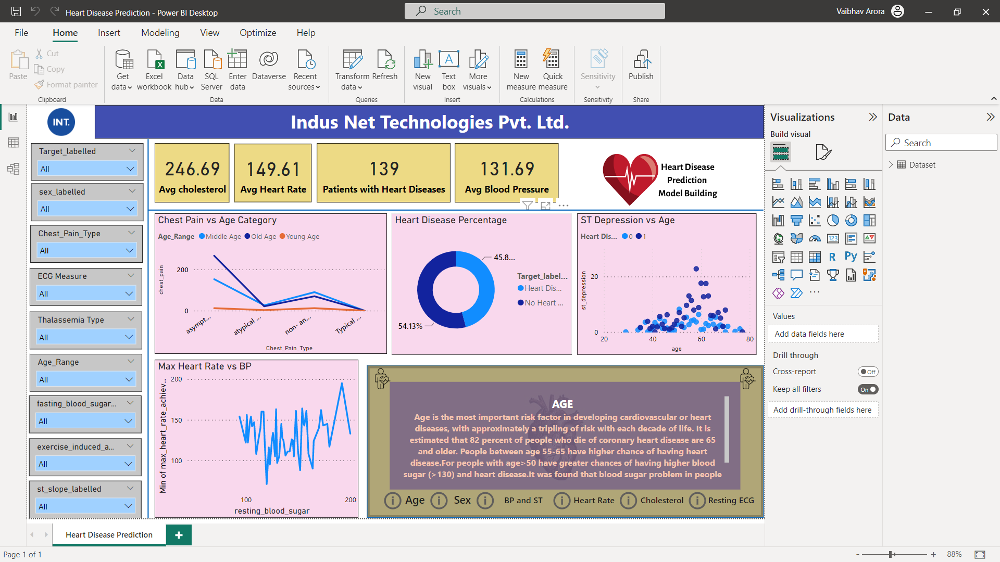 Heart Disease Prediction - Power BI Desktop
Search
Vaibhav Arora
File Home Insert Modeling View Optimize Help
Paste
Cut
Copy
Format painter
Clipboard
Get data
Excel workbook
Data hub
SQL Server
Enter data
Dataverse
Recent sources
Data
Transform data
Refresh
Queries
New visual
Text box
More visuals
Insert
New measure
Quick measure
Calculations
Sensitivity
Sensitivity
Publish
Share
INT.
Indus Net Technologies Pvt. Ltd.
Target_labelled
All
sex_labelled
All
Chest_Pain_Type
All
ECG Measure
All
Thalassemia Type
All
Age_Range
All
fasting_blood_sugar...
All
exercise_induced_a...
All
st_slope_labelled
All
246.69
Avg cholesterol
149.61
Avg Heart Rate
139
Patients with Heart Diseases
131.69
Avg Blood Pressure
Heart Disease
Prediction
Model Building
Chest Pain vs Age Category
Age_Range Middle Age Old Age Young Age
chest_pain
200
0
asympt...
atypical ...
non- an...
Typical ...
Chest_Pain_Type
Heart Disease Percentage
45.8...
54.13%
Target_label...
Heart Dis...
No Heart ...
ST Depression vs Age
Heart Dis... 0 1
st_depression
20
0
20 40 60 80
age
Max Heart Rate vs BP
Min of max_heart_rate_achiev...
200
150
100
100 200
resting_blood_sugar
AGE
Age is the most important risk factor in developing cardiovascular or heart
diseases, with approximately a tripling of risk with each decade of life. It is
estimated that 82 percent of people who die of coronary heart disease are 65
and older. People between age 55-65 have higher chance of having heart
disease.For people with age>50 have greater chances of having higher blood
sugar (>130) and heart disease.It was found that blood sugar problem in people
i Age i Sex i BP and ST i Heart Rate i Cholesterol i Resting ECG
Visualizations
Build visual
123
R
Py
Values
Add data fields here
Drill through
Cross-report
Off
Keep all filters
On
Add drill-through fields here
Data
Search
Dataset
Heart Disease Prediction
Page 1 of 1
88%